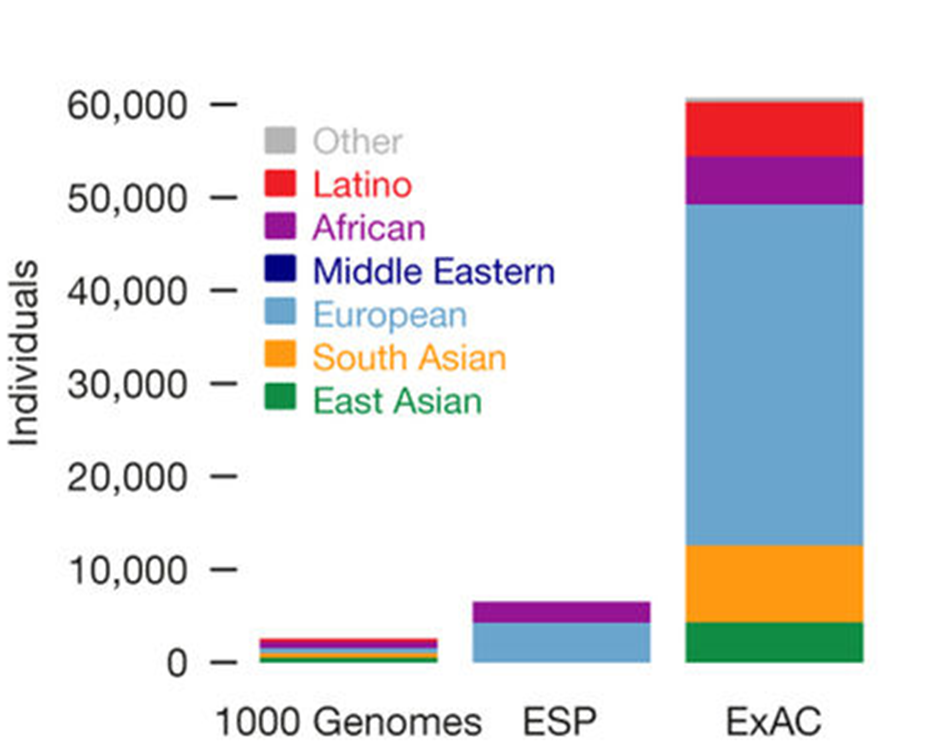 60,000
50,000
40,000
30,000
20,000
10,000
0
Individuals
Other
Latino
African
Middle Eastern
European
South Asian
East Asian
1000 Genomes
ESP
ExAC